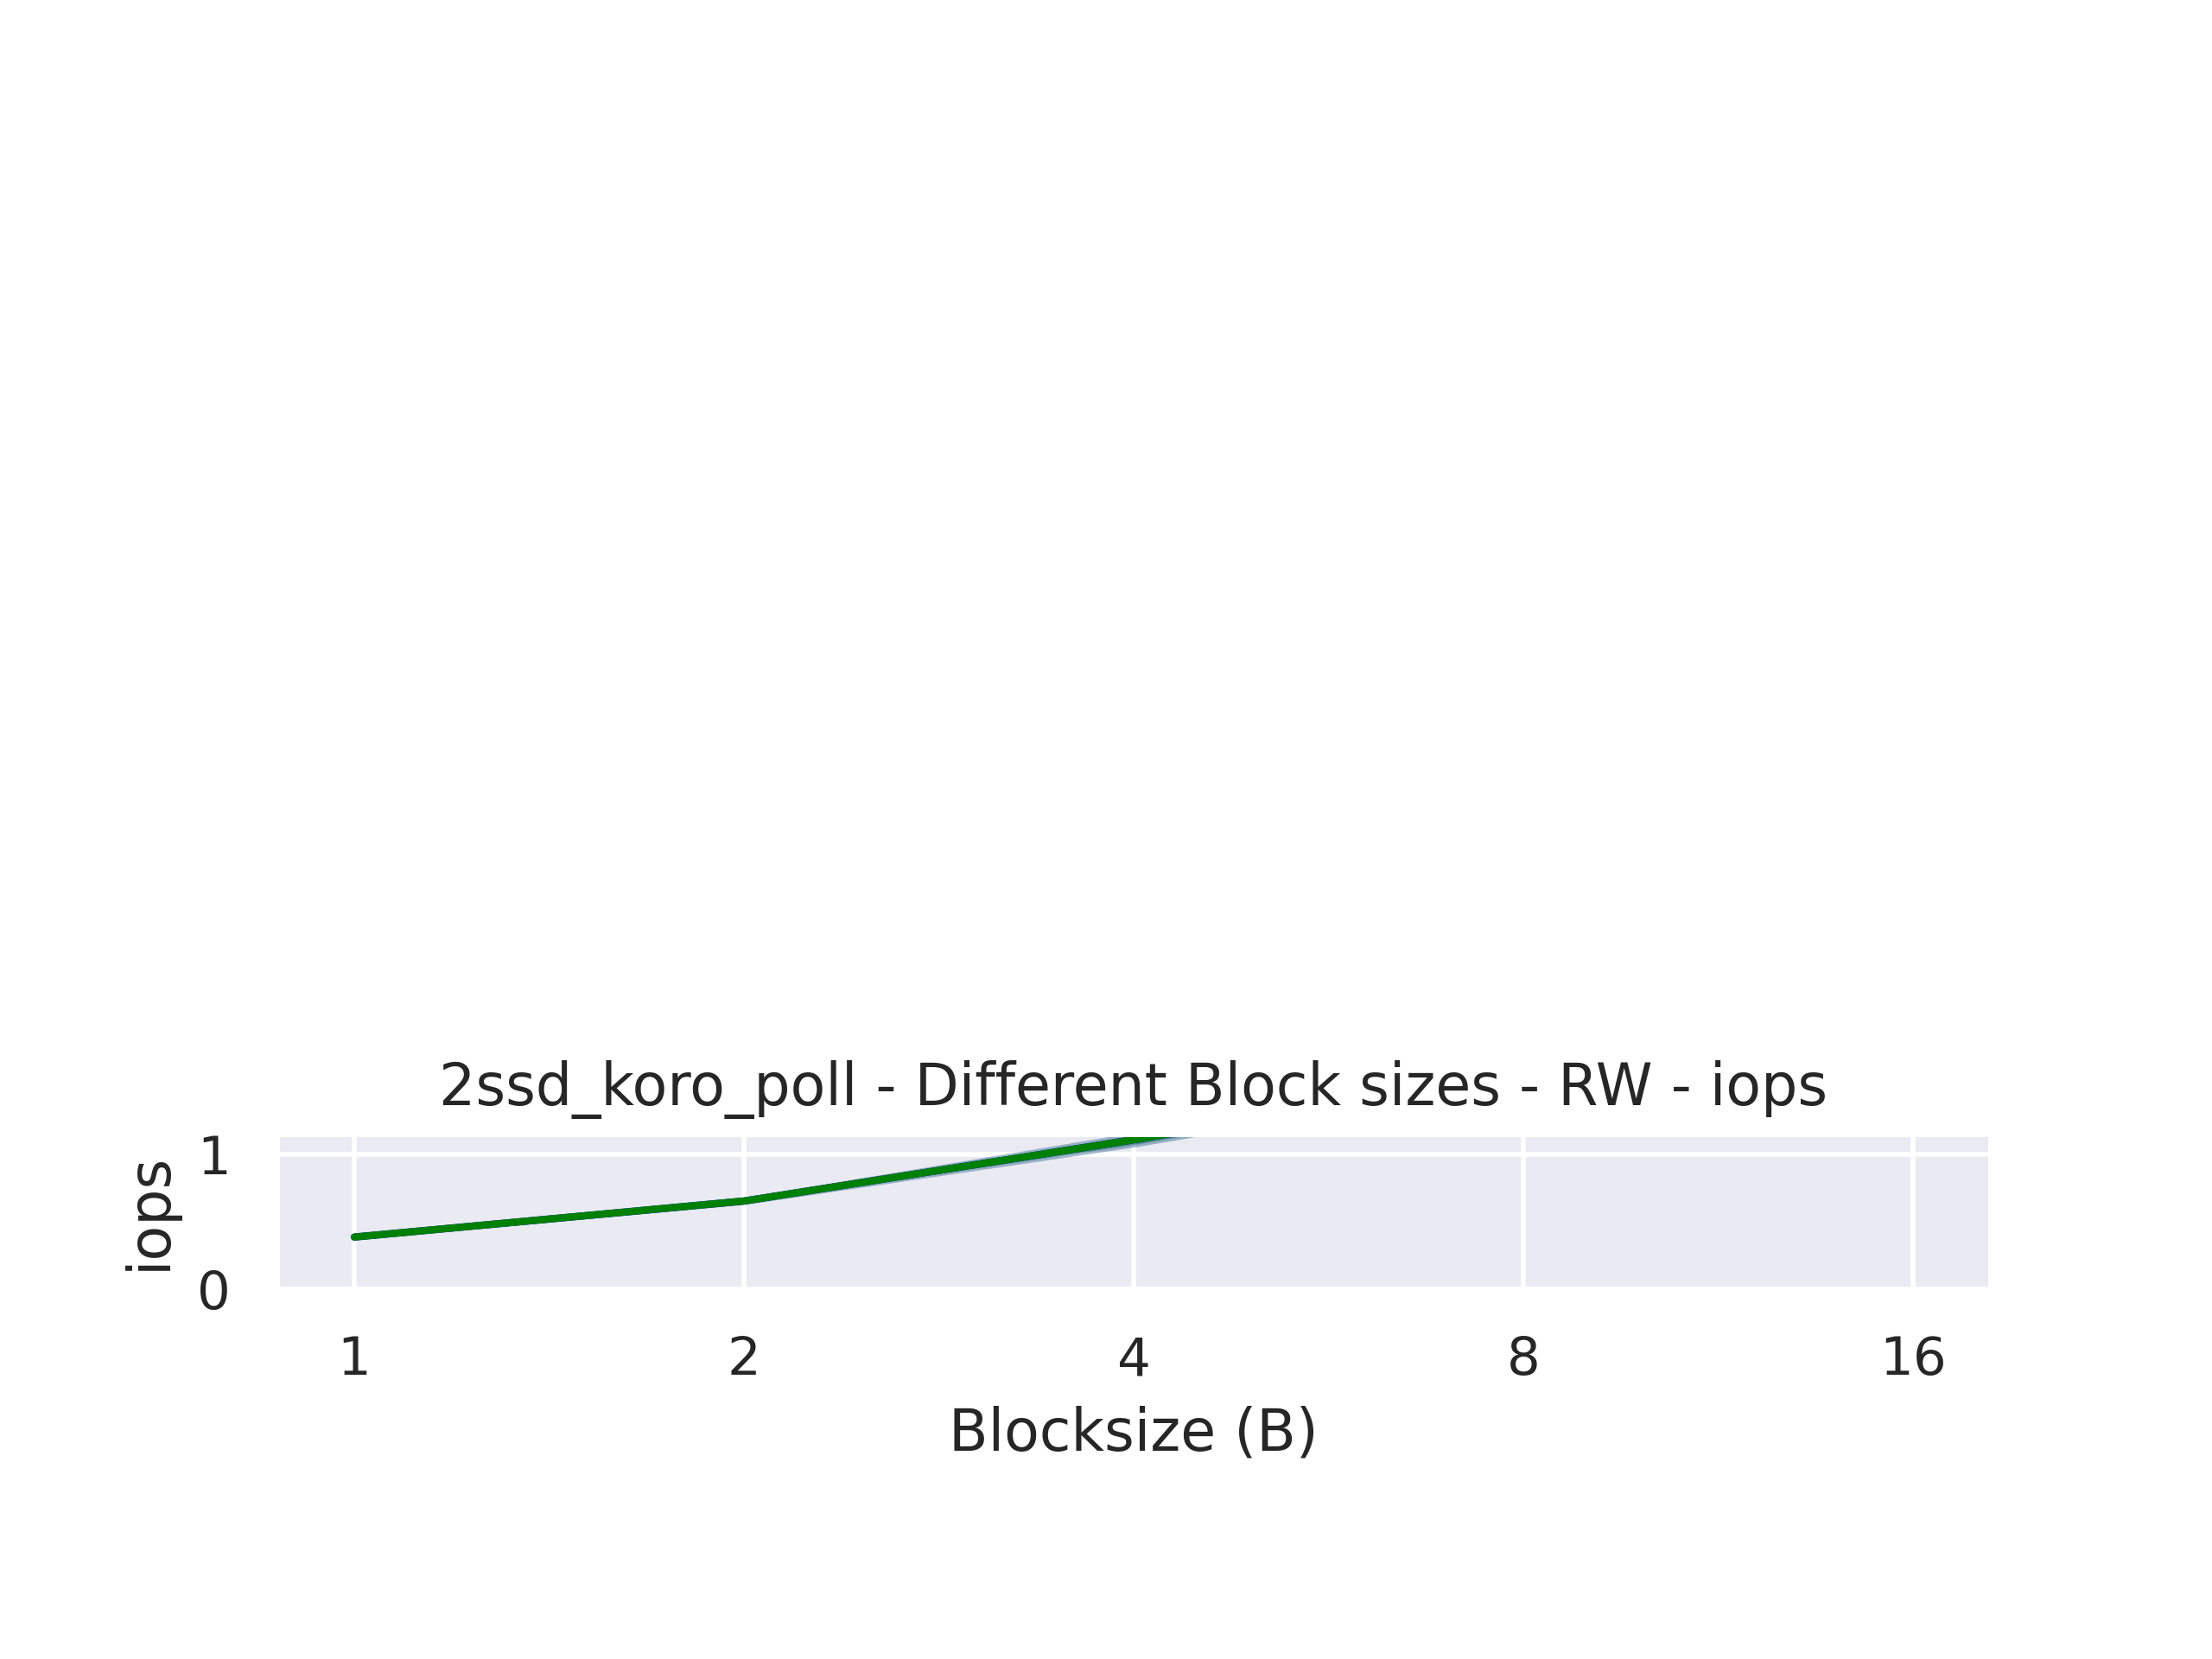 2ssd_koro_poll - Different Block sizes - RW - iops
iops
1
0
1 2 4 8 16
Blocksize (B)